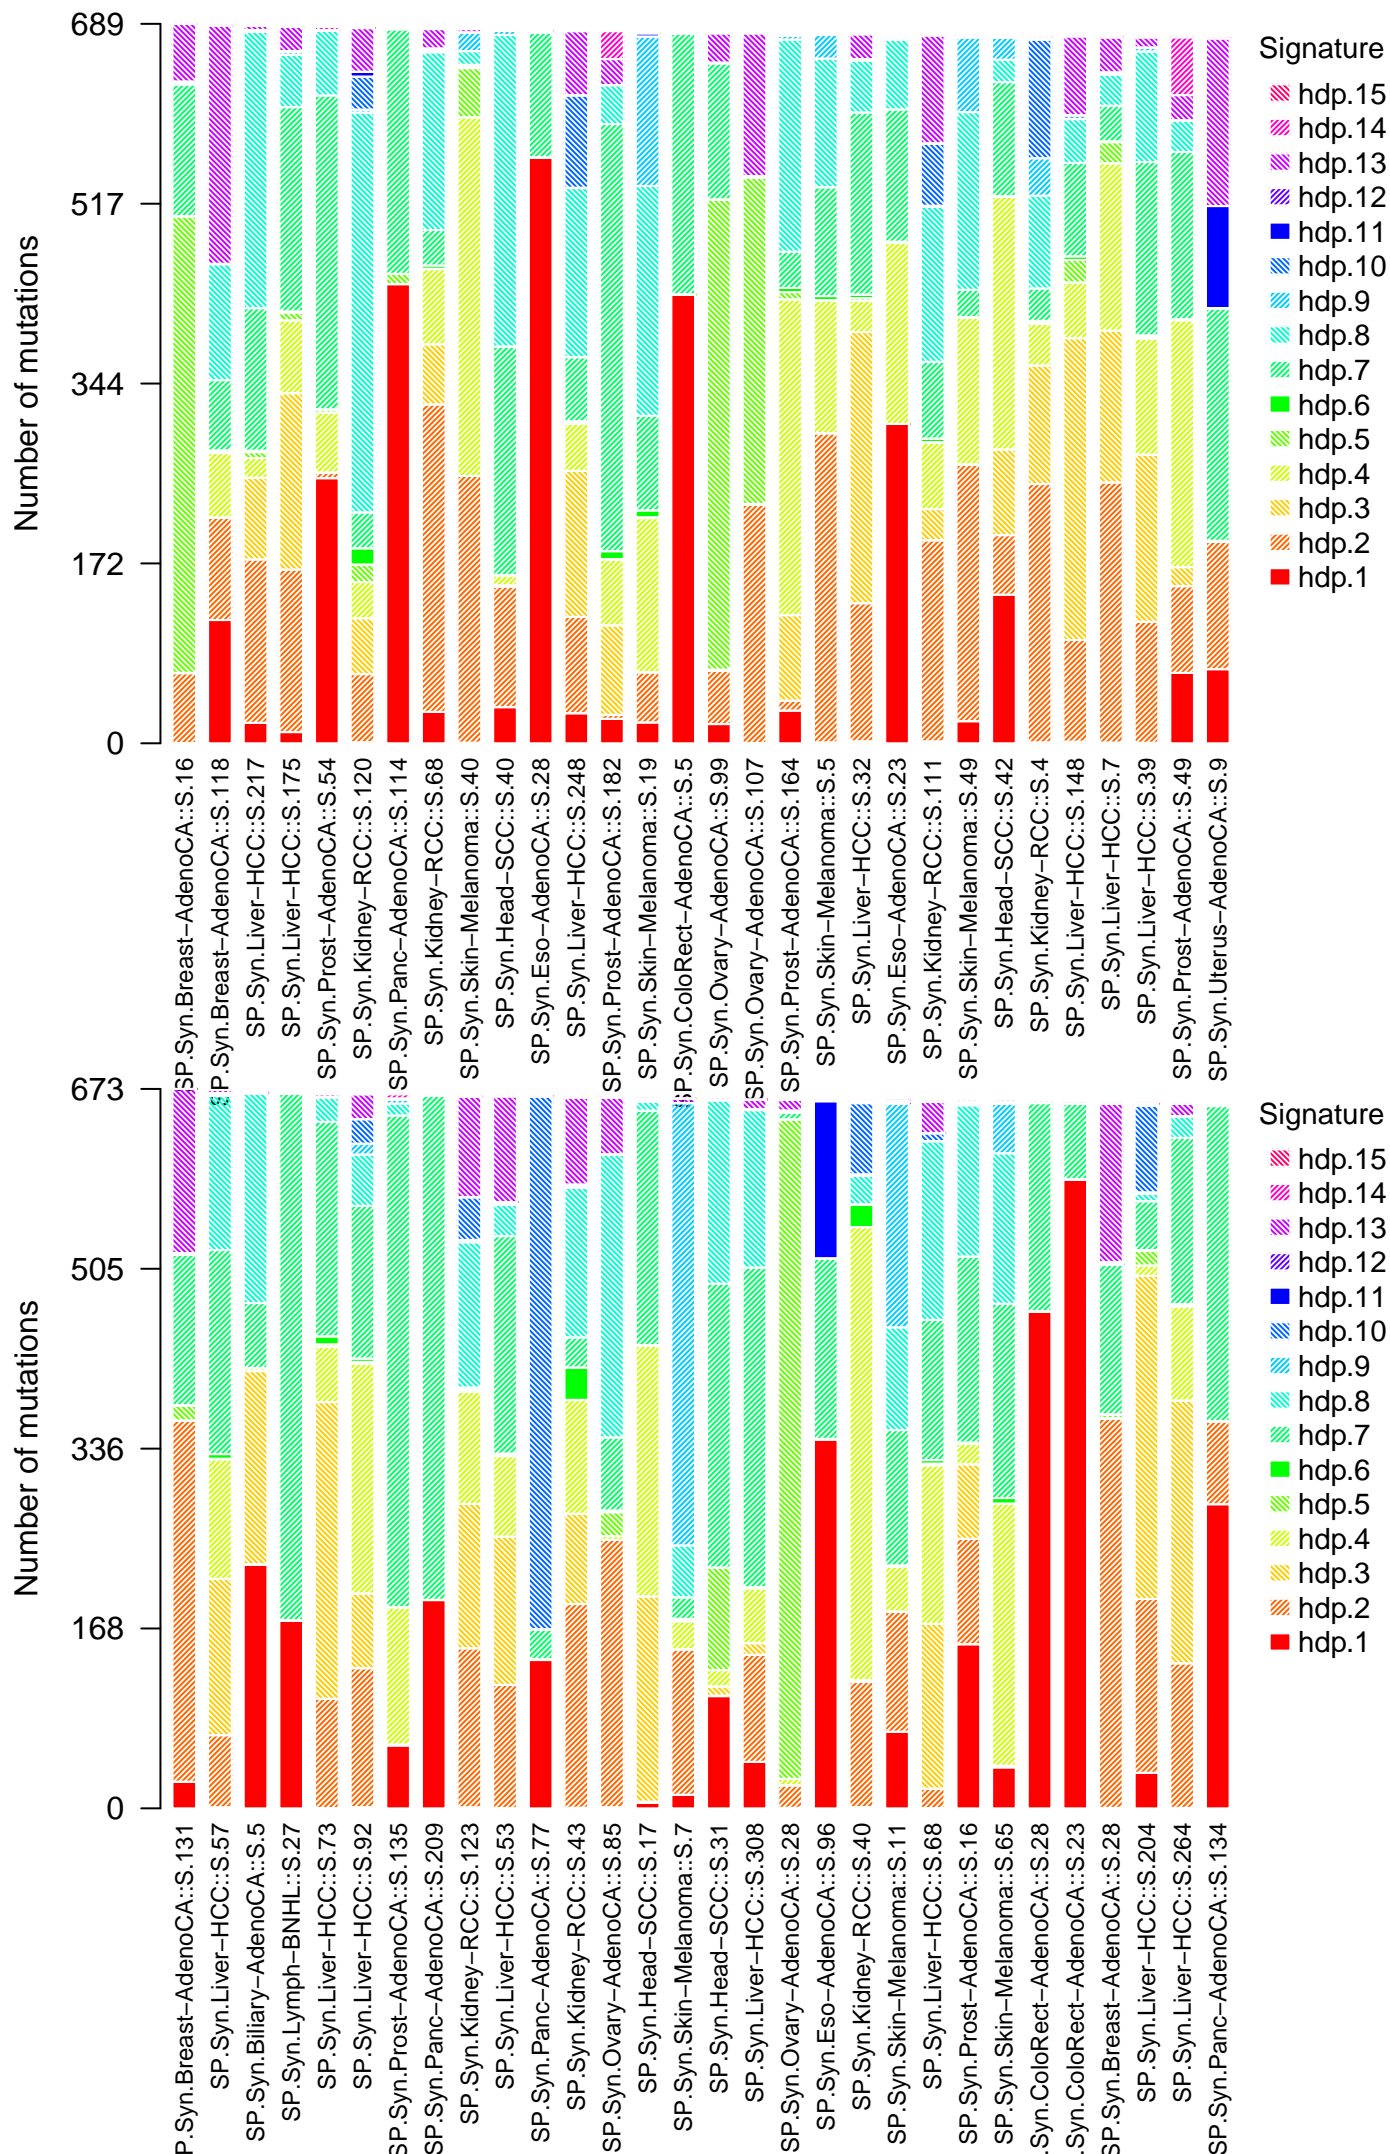 Number of mutations
689
517
344
172
0
Signature
hdp.15
hdp.14
hdp.13
hdp.12
hdp.11
hdp.10
hdp.9
hdp.8
hdp.7
hdp.6
hdp.5
hdp.4
hdp.3
hdp.2
hdp.1
SP.Syn.Breast−AdenoCA::S.16
SP.Syn.Breast−AdenoCA::S.118
SP.Syn.Liver−HCC::S.217
SP.Syn.Liver−HCC::S.175
SP.Syn.Prost−AdenoCA::S.54
SP.Syn.Kidney−RCC::S.120
SP.Syn.Panc−AdenoCA::S.114
SP.Syn.Kidney−RCC::S.68
SP.Syn.Skin−Melanoma::S.40
SP.Syn.Head−SCC::S.40
SP.Syn.Eso−AdenoCA::S.28
SP.Syn.Liver−HCC::S.248
SP.Syn.Prost−AdenoCA::S.182
SP.Syn.Skin−Melanoma::S.19
SP.Syn.ColoRect−AdenoCA::S.5
SP.Syn.Ovary−AdenoCA::S.99
SP.Syn.Ovary−AdenoCA::S.107
SP.Syn.Prost−AdenoCA::S.164
SP.Syn.Skin−Melanoma::S.5
SP.Syn.Liver−HCC::S.32
SP.Syn.Eso−AdenoCA::S.23
SP.Syn.Kidney−RCC::S.111
SP.Syn.Skin−Melanoma::S.49
SP.Syn.Head−SCC::S.42
SP.Syn.Kidney−RCC::S.4
SP.Syn.Liver−HCC::S.148
SP.Syn.Liver−HCC::S.7
SP.Syn.Liver−HCC::S.39
SP.Syn.Prost−AdenoCA::S.49
SP.Syn.Uterus−AdenoCA::S.9
Number of mutations
673
505
336
168
0
Signature
hdp.15
hdp.14
hdp.13
hdp.12
hdp.11
hdp.10
hdp.9
hdp.8
hdp.7
hdp.6
hdp.5
hdp.4
hdp.3
hdp.2
hdp.1
P.Syn.Breast−AdenoCA::S.131
SP.Syn.Liver−HCC::S.57
SP.Syn.Biliary−AdenoCA::S.5
SP.Syn.Lymph−BNHL::S.27
SP.Syn.Liver−HCC::S.73
SP.Syn.Liver−HCC::S.92
SP.Syn.Prost−AdenoCA::S.135
SP.Syn.Panc−AdenoCA::S.209
SP.Syn.Kidney−RCC::S.123
SP.Syn.Liver−HCC::S.53
SP.Syn.Panc−AdenoCA::S.77
SP.Syn.Kidney−RCC::S.43
SP.Syn.Ovary−AdenoCA::S.85
SP.Syn.Head−SCC::S.17
SP.Syn.Skin−Melanoma::S.7
SP.Syn.Head−SCC::S.31
SP.Syn.Liver−HCC::S.308
SP.Syn.Ovary−AdenoCA::S.28
SP.Syn.Eso−AdenoCA::S.96
SP.Syn.Kidney−RCC::S.40
SP.Syn.Skin−Melanoma::S.11
SP.Syn.Liver−HCC::S.68
SP.Syn.Prost−AdenoCA::S.16
SP.Syn.Skin−Melanoma::S.65
.Syn.ColoRect−AdenoCA::S.28
.Syn.ColoRect−AdenoCA::S.23
SP.Syn.Breast−AdenoCA::S.28
SP.Syn.Liver−HCC::S.204
SP.Syn.Liver−HCC::S.264
SP.Syn.Panc−AdenoCA::S.134